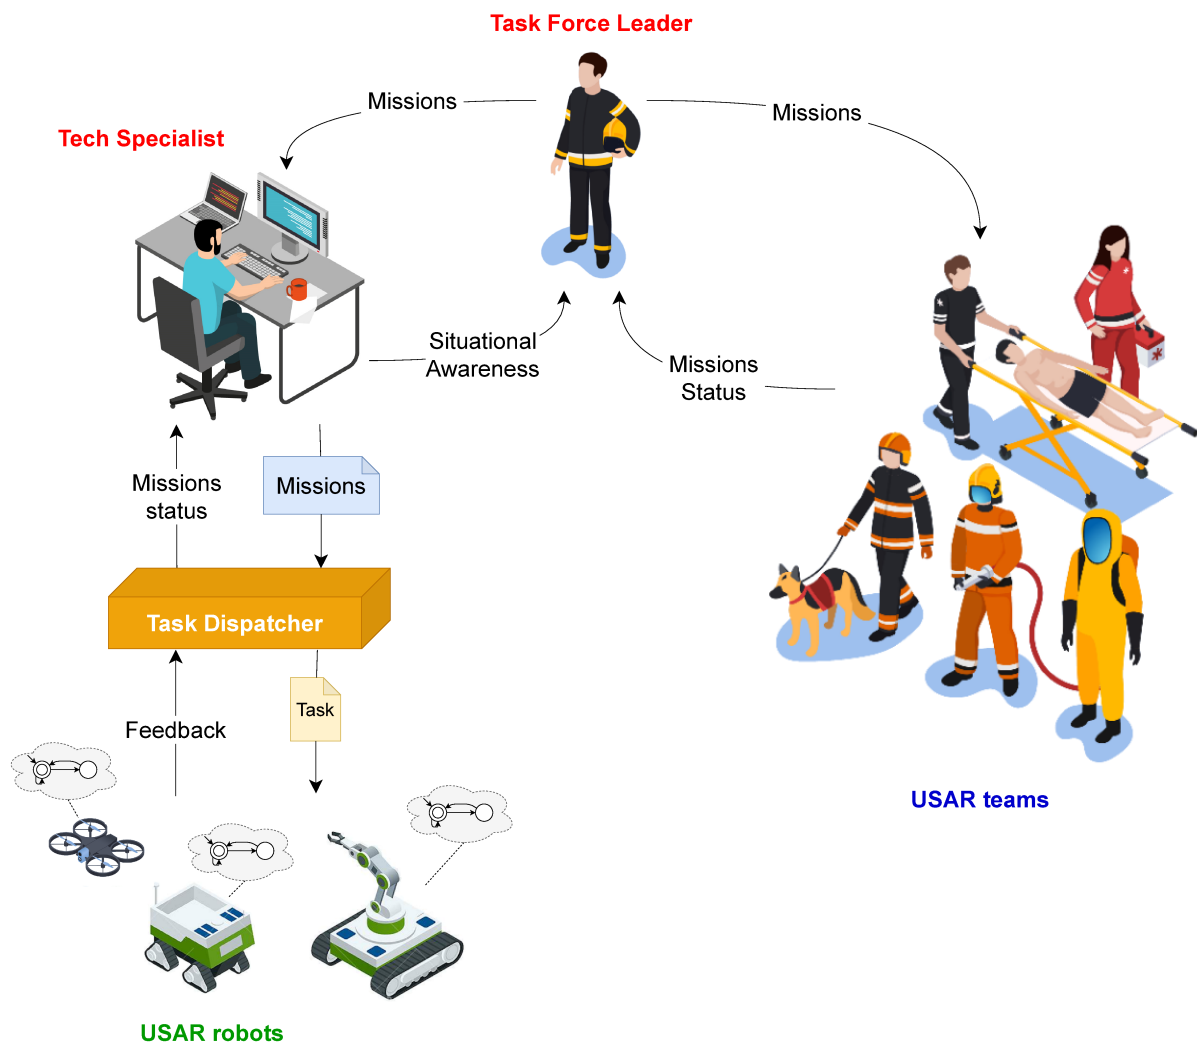 Task Force Leader
Missions
Missions
Tech Specialist
Situational
Awareness
Missions
Status
Missions
status
Missions
Task Dispatcher
Task
Feedback
USAR teams
USAR robots